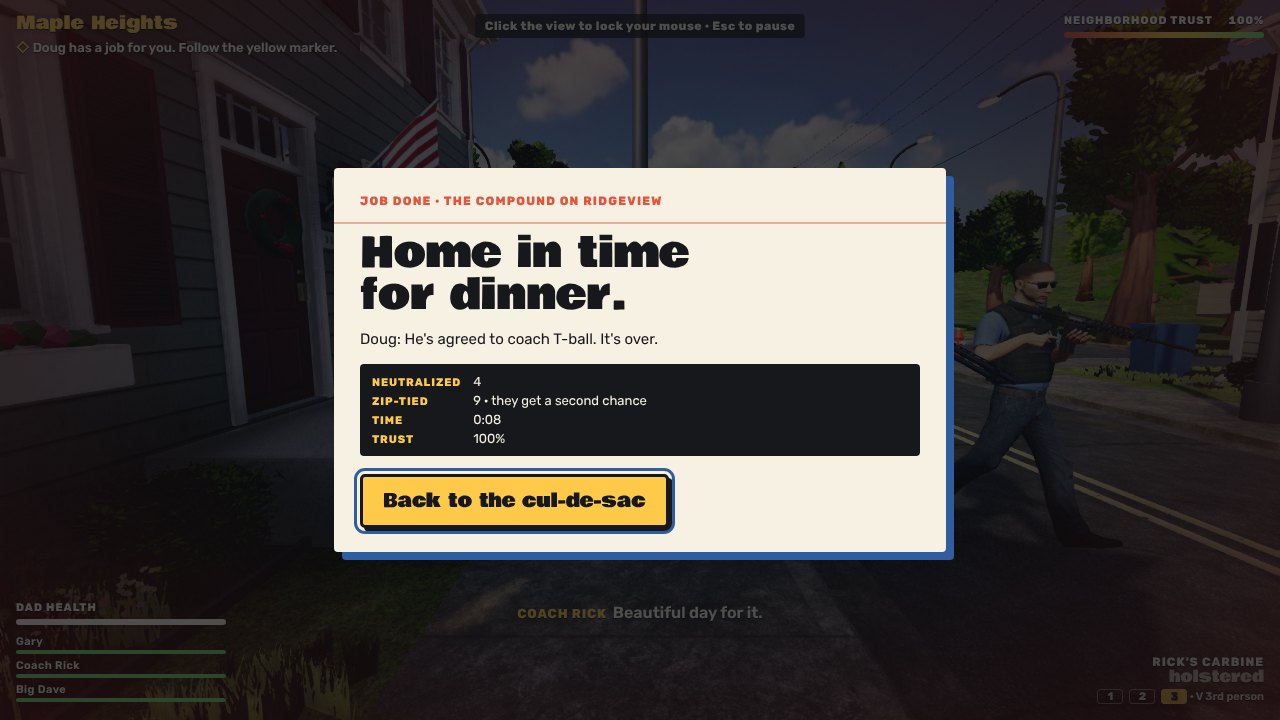 Maple Heights
Doug has a job for you. Follow the yellow marker.
Click the view to lock your mouse • Esc to pause
NEIGHBORHOOD TRUST 100%
JOB DONE • THE COMPOUND ON RIDGEVIEW
Home in time
for dinner.
Doug: He's agreed to coach T-ball. It's over.
NEUTRALIZED 4
ZIP-TIED 9 • they get a second chance
TIME 0:08
TRUST 100%
Back to the cul-de-sac
COACH RICK Beautiful day for it.
DAD HEALTH
Gary
Coach Rick
Big Dave
RICK'S CARBINE
holstered
1 2 3 • V 3rd person